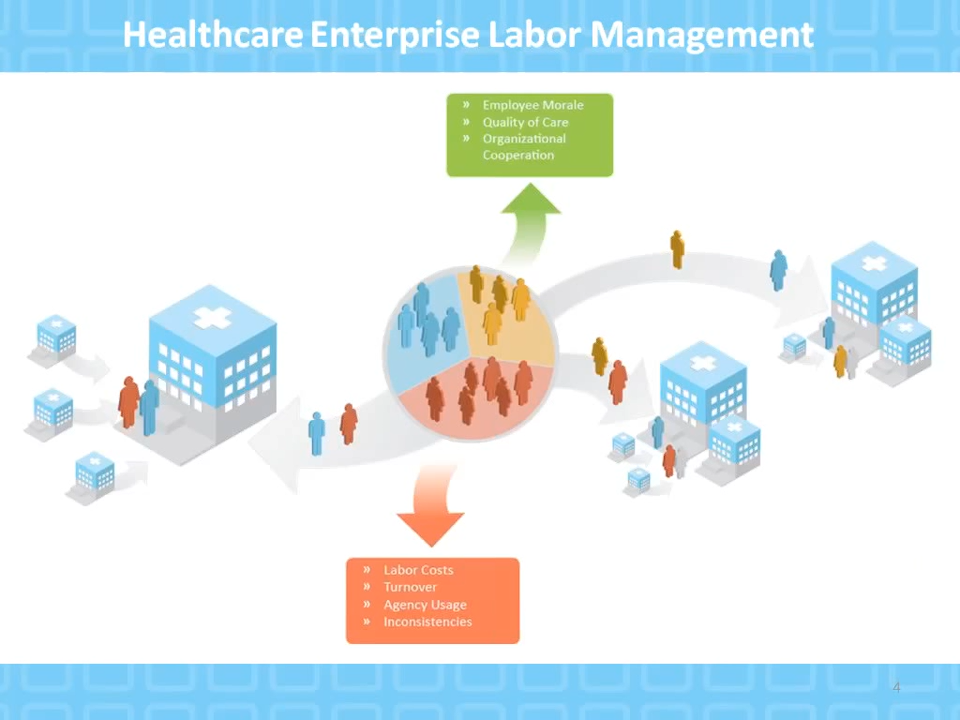 Healthcare Enterprise Labor Management
» Employee Morale
» Quality of Care
» Organizational
Cooperation
» Labor Costs
» Turnover
» Agency Usage
» Inconsistencies
4